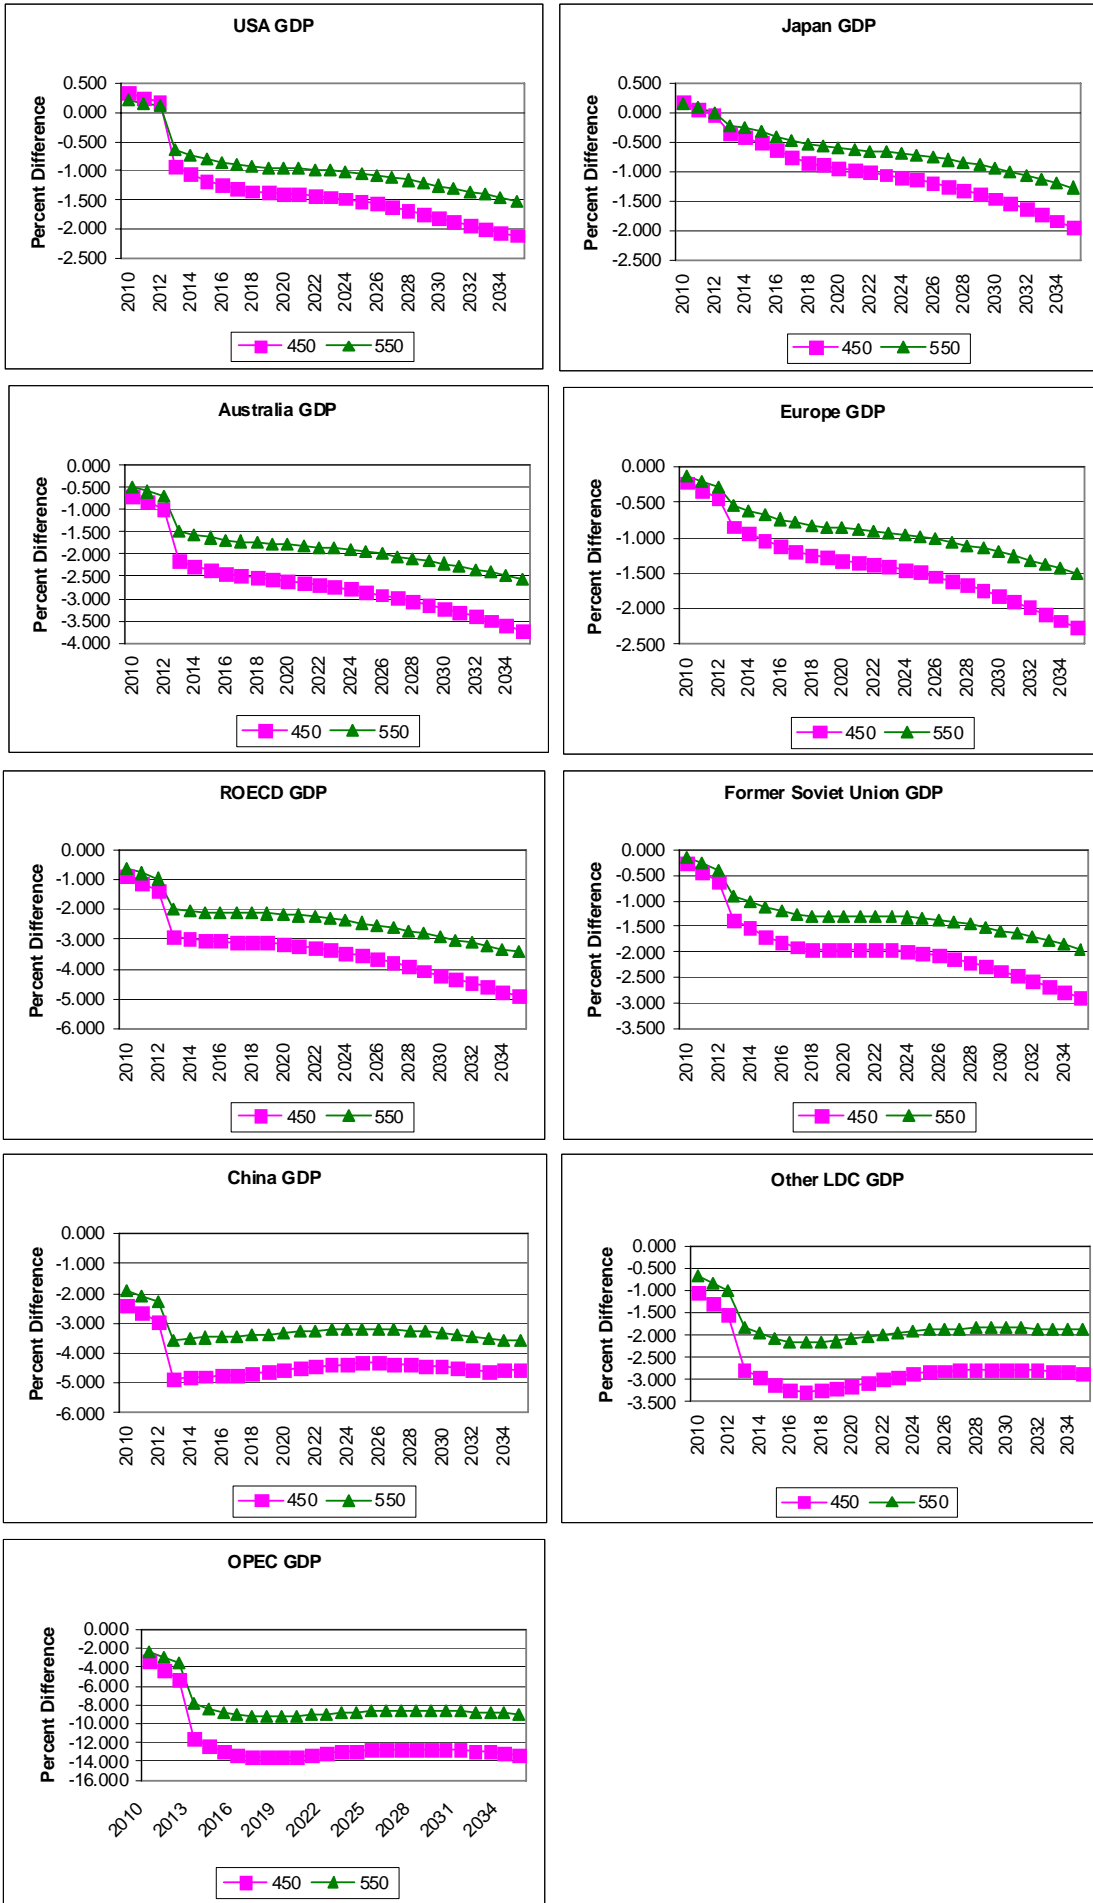 USA GDP
Percent Difference
0.500
0.000
-0.500
-1.000
-1.500
-2.000
-2.500
2010 2012 2014 2016 2018 2020 2022 2024 2026 2028 2030 2032 2034
450 550
Japan GDP
Percent Difference
0.500
0.000
-0.500
-1.000
-1.500
-2.000
-2.500
2010 2012 2014 2016 2018 2020 2022 2024 2026 2028 2030 2032 2034
450 550
Australia GDP
Percent Difference
0.000
-0.500
-1.000
-1.500
-2.000
-2.500
-3.000
-3.500
-4.000
2010 2012 2014 2016 2018 2020 2022 2024 2026 2028 2030 2032 2034
450 550
Europe GDP
Percent Difference
0.000
-0.500
-1.000
-1.500
-2.000
-2.500
2010 2012 2014 2016 2018 2020 2022 2024 2026 2028 2030 2032 2034
450 550
ROECD GDP
Percent Difference
0.000
-1.000
-2.000
-3.000
-4.000
-5.000
-6.000
2010 2012 2014 2016 2018 2020 2022 2024 2026 2028 2030 2032 2034
450 550
Former Soviet Union GDP
Percent Difference
0.000
-0.500
-1.000
-1.500
-2.000
-2.500
-3.000
-3.500
2010 2012 2014 2016 2018 2020 2022 2024 2026 2028 2030 2032 2034
450 550
China GDP
Percent Difference
0.000
-1.000
-2.000
-3.000
-4.000
-5.000
-6.000
2010 2012 2014 2016 2018 2020 2022 2024 2026 2028 2030 2032 2034
450 550
Other LDC GDP
Percent Difference
0.000
-0.500
-1.000
-1.500
-2.000
-2.500
-3.000
-3.500
2010 2012 2014 2016 2018 2020 2022 2024 2026 2028 2030 2032 2034
450 550
OPEC GDP
Percent Difference
0.000
-2.000
-4.000
-6.000
-8.000
-10.000
-12.000
-14.000
-16.000
2010 2013 2016 2019 2022 2025 2028 2031 2034
450 550